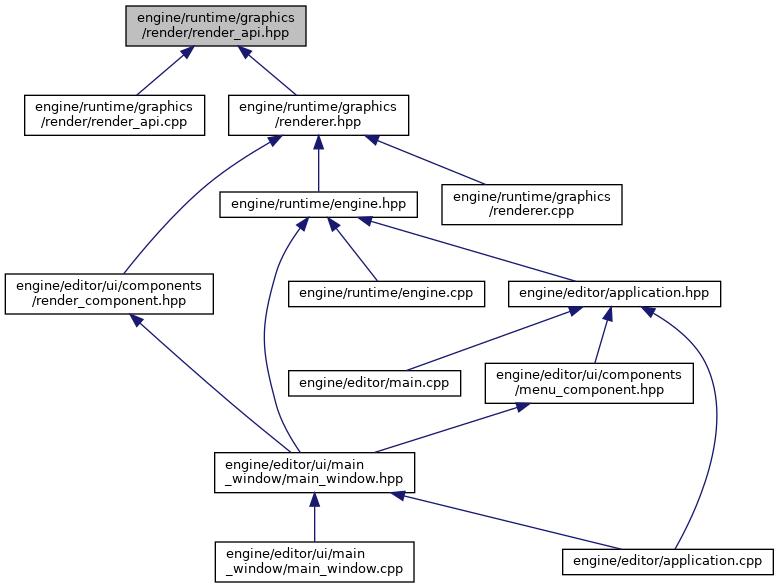 engine/runtime/graphics
/render/render_api.hpp
engine/runtime/graphics
/render/render_api.cpp
engine/runtime/graphics
/renderer.hpp
engine/runtime/engine.hpp
engine/runtime/graphics
/renderer.cpp
engine/editor/ui/components
/render_component.hpp
engine/runtime/engine.cpp
engine/editor/application.hpp
engine/editor/main.cpp
engine/editor/ui/components
/menu_component.hpp
engine/editor/ui/main
_window/main_window.hpp
engine/editor/ui/main
_window/main_window.cpp
engine/editor/application.cpp